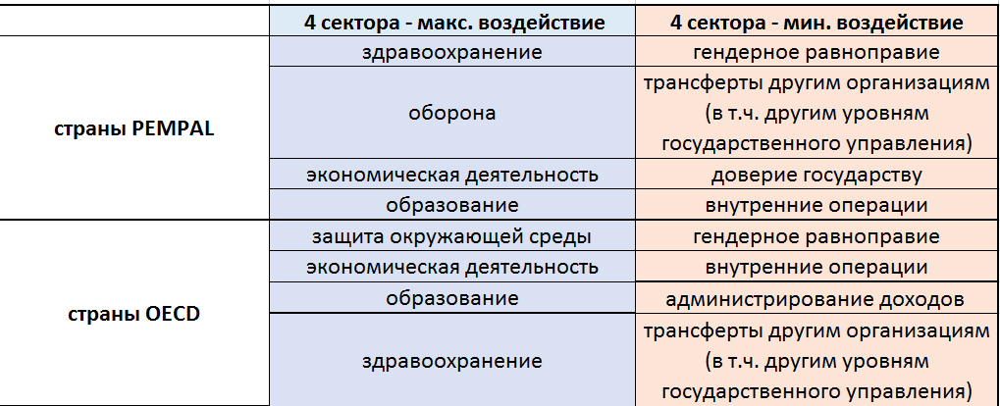 4 сектора - макс. воздействие
4 сектора - мин. воздействие
страны PEMPAL
здравоохранение
гендерное равноправие
оборона
трансферты другим организациям
(в т.ч. другим уровням
государственного управления)
экономическая деятельность
доверие государству
образование
внутренние операции
страны OECD
защита окружающей среды
гендерное равноправие
экономическая деятельность
внутренние операции
образование
администрирование доходов
здравоохранение
трансферты другим организациям
(в т.ч. другим уровням
государственного управления)